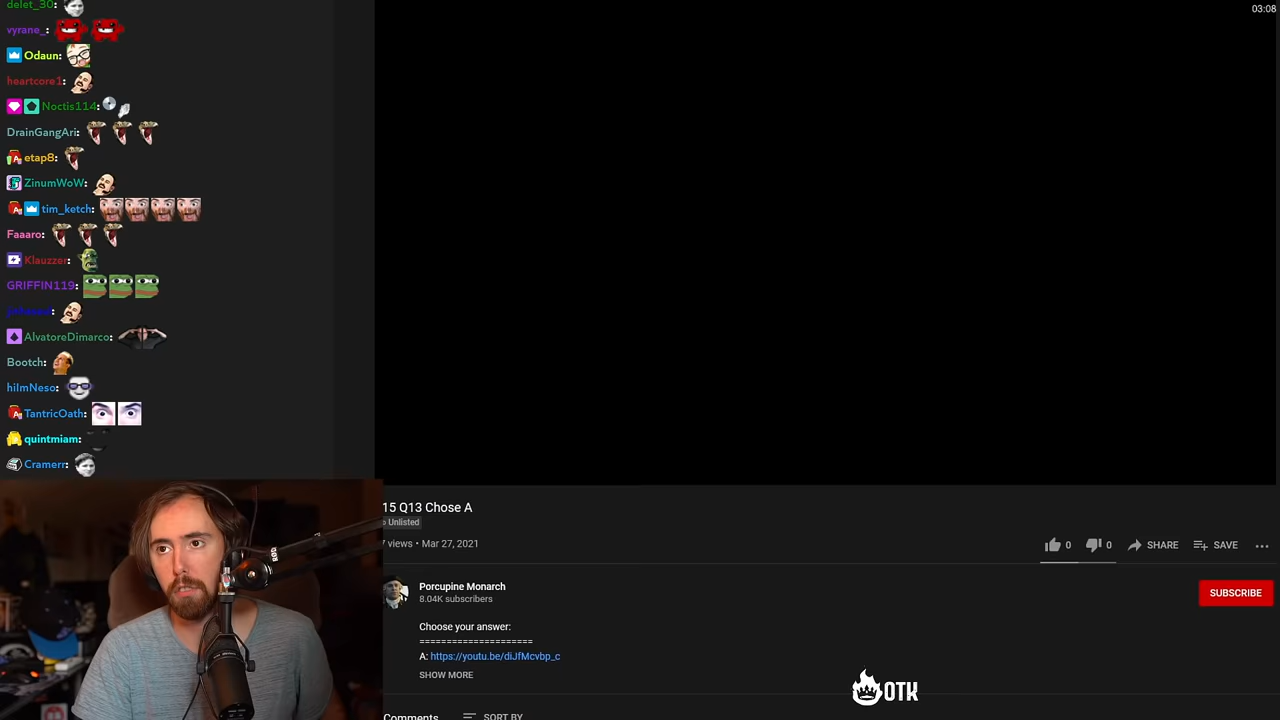 delet_30:
vyrane_:
Odaun:
heartcore1:
Noctis114:
DrainGangAri:
etap8:
ZinumWoW:
tim_ketch:
Faaaro:
Klauzzer:
GRIFFIN119:
AlvatoreDimarco:
Bootch:
hiImNeso:
TantricOath:
quintmiam:
Cramerr:
03:08
15 Q13 Chose A
Unlisted
7 views • Mar 27, 2021
0
0
SHARE
SAVE
Porcupine Monarch
8.04K subscribers
SUBSCRIBE
Choose your answer:
======================
A: https://youtu.be/diJfMcvbp_c
SHOW MORE
OTK
Comments
SORT BY